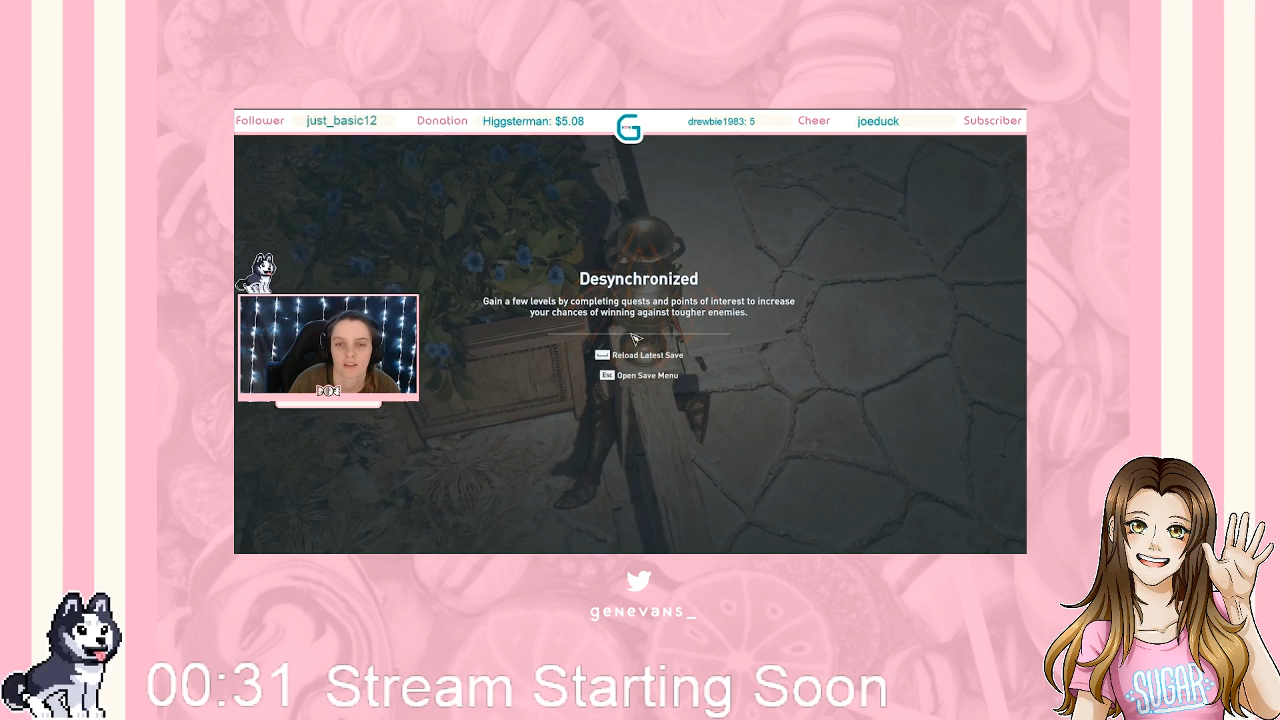 Follower just_basic12 Donation Higgsterman: $5.08 G drewbie1983: 5 Cheer joeduck Subscriber
Desynchronized
Gain a few levels by completing quests and points of interest to increase
your chances of winning against tougher enemies.
Reload Latest Save
Esc Open Save Menu
genevans_
00:31 Stream Starting Soon
SUGAR